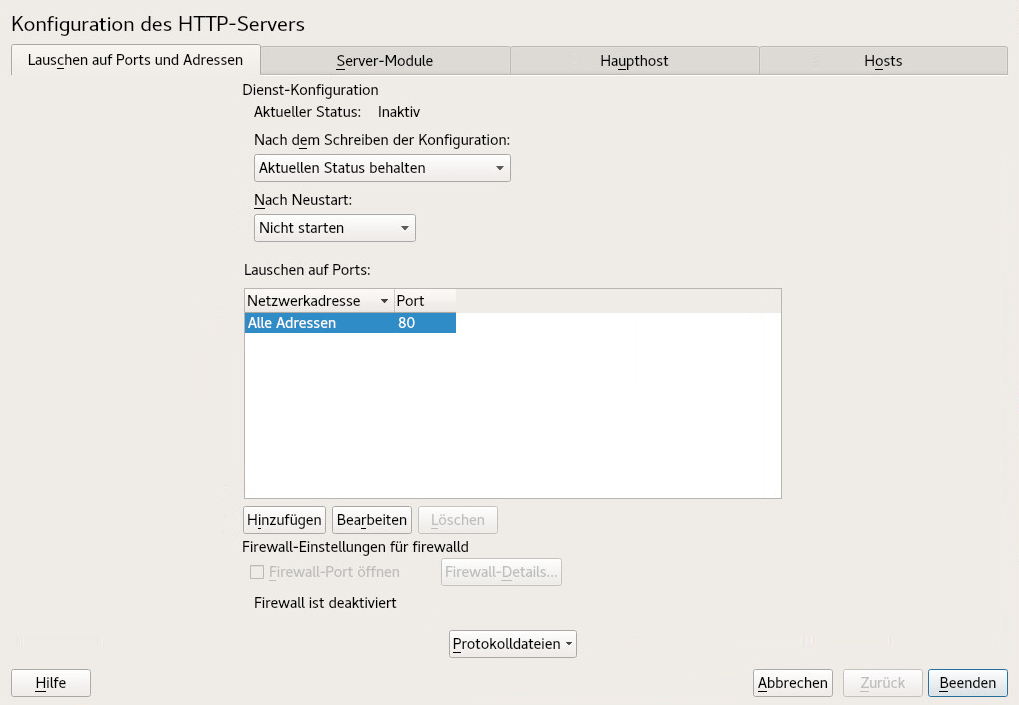 Konfiguration des HTTP-Servers
Lauschen auf Ports und Adressen Server-Module Haupthost Hosts
Dienst-Konfiguration
Aktueller Status: Inaktiv
Nach dem Schreiben der Konfiguration:
Aktuellen Status behalten
Nach Neustart:
Nicht starten
Lauschen auf Ports:
Netzwerkadresse Port
Alle Adressen 80
Hinzufügen Bearbeiten Löschen
Firewall-Einstellungen für firewalld
Firewall-Port öffnen Firewall-Details...
Firewall ist deaktiviert
Protokolldateien
Hilfe Abbrechen Zurück Beenden